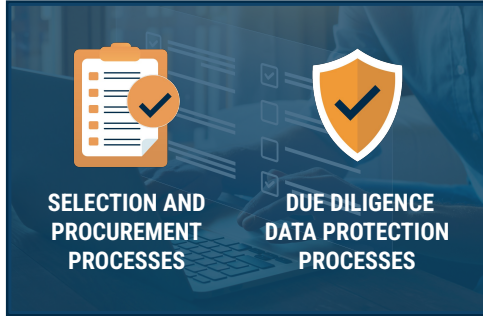 SELECTION AND
PROCUREMENT
PROCESSES
DUE DILIGENCE
DATA PROTECTION
PROCESSES